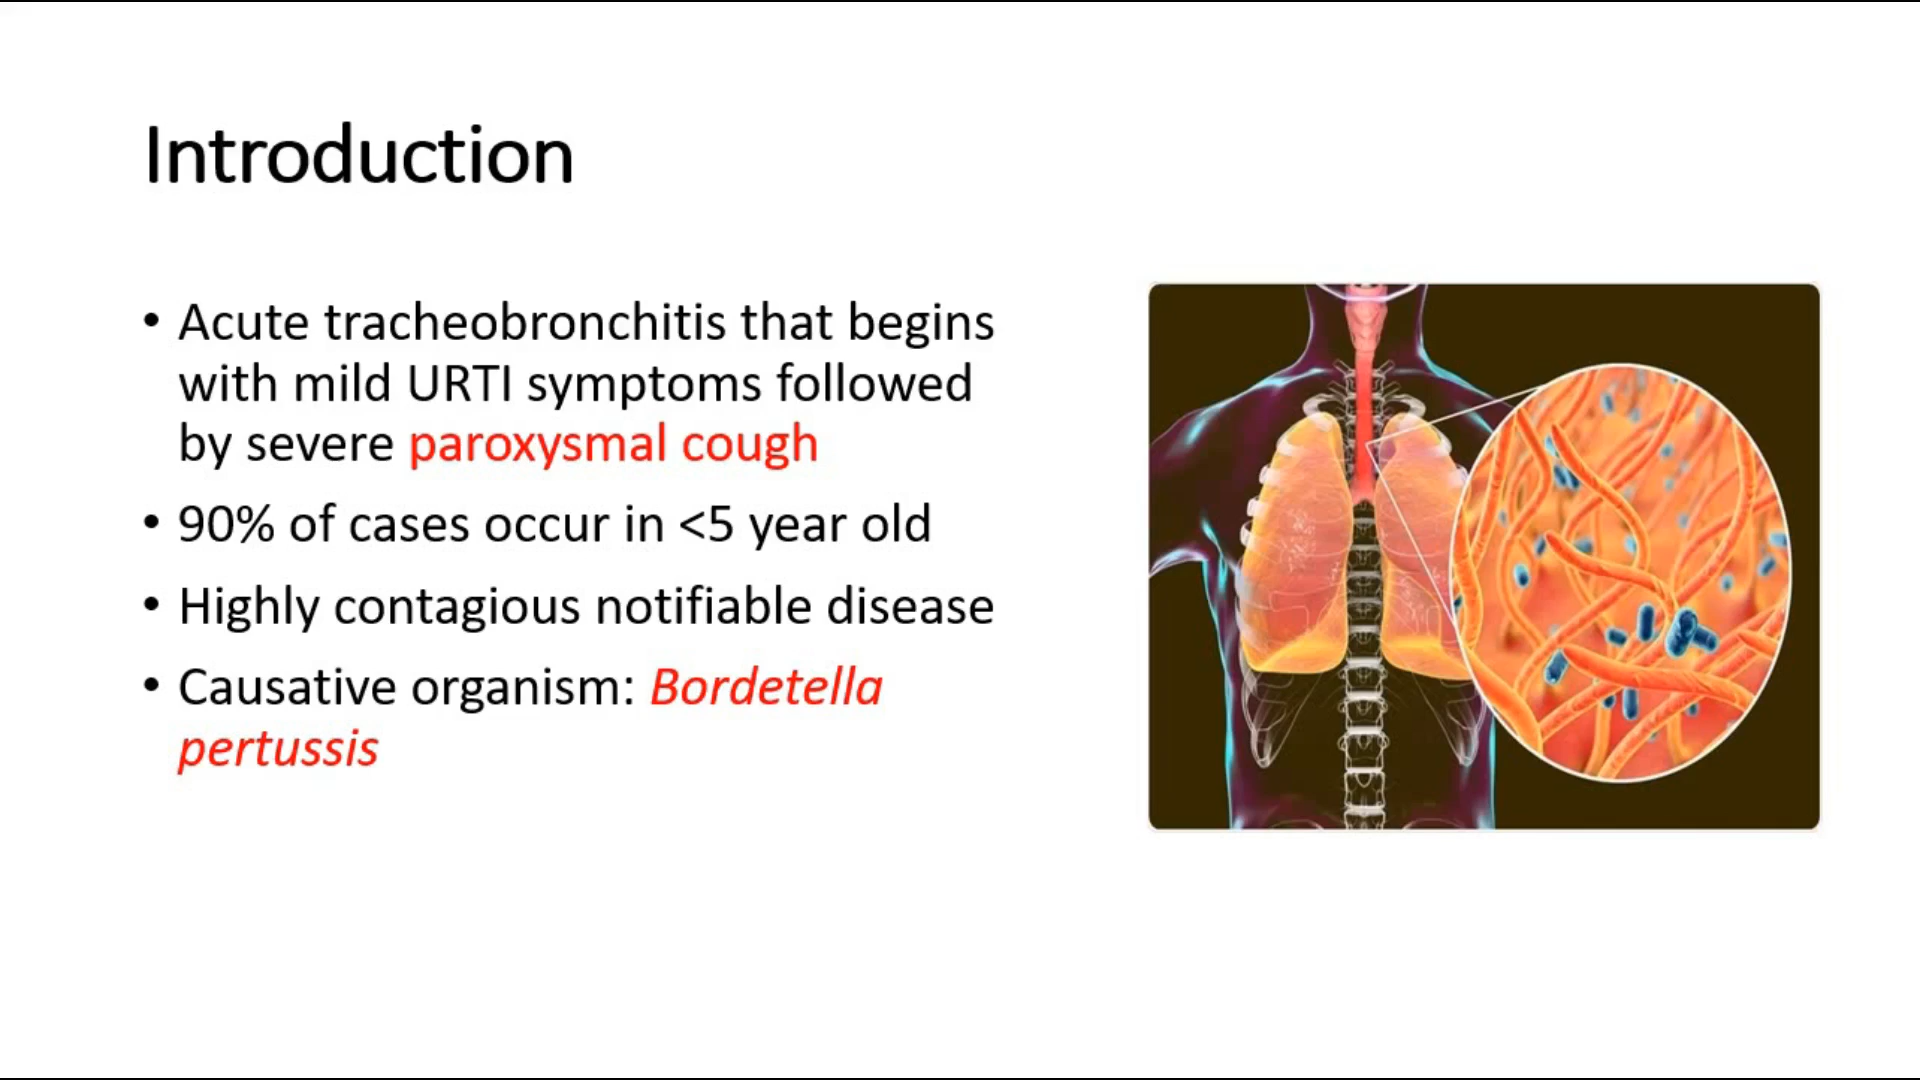 Introduction
• Acute tracheobronchitis that begins
with mild URTI symptoms followed
by severe paroxysmal cough
• 90% of cases occur in <5 year old
• Highly contagious notifiable disease
• Causative organism: Bordetella
pertussis